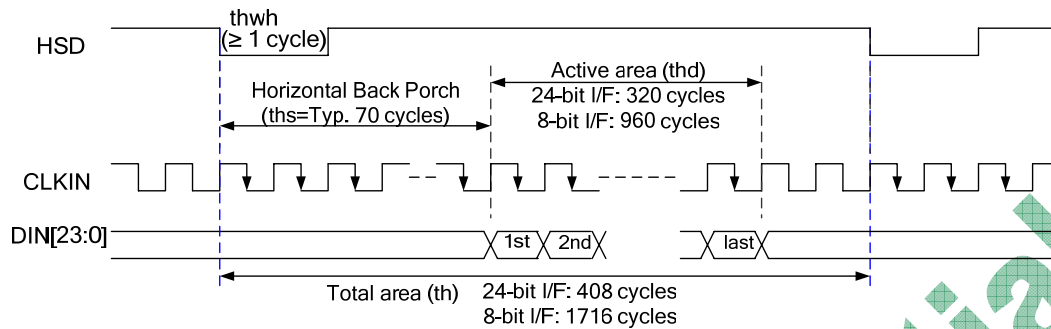 HSD
thwh
(≥ 1 cycle)
Horizontal Back Porch
(ths=Typ. 70 cycles)
Active area (thd)
24-bit I/F: 320 cycles
8-bit I/F: 960 cycles
CLKIN
DIN[23:0]
1st
2nd
last
Total area (th)
24-bit I/F: 408 cycles
8-bit I/F: 1716 cycles